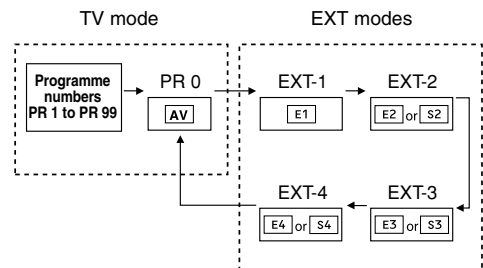 TV mode
EXT modes
Programme
numbers
PR 1 to PR 99
PR 0
AV
EXT-1
E1
EXT-2
E2 or S2
EXT-4
E4 or S4
EXT-3
E3 or S3